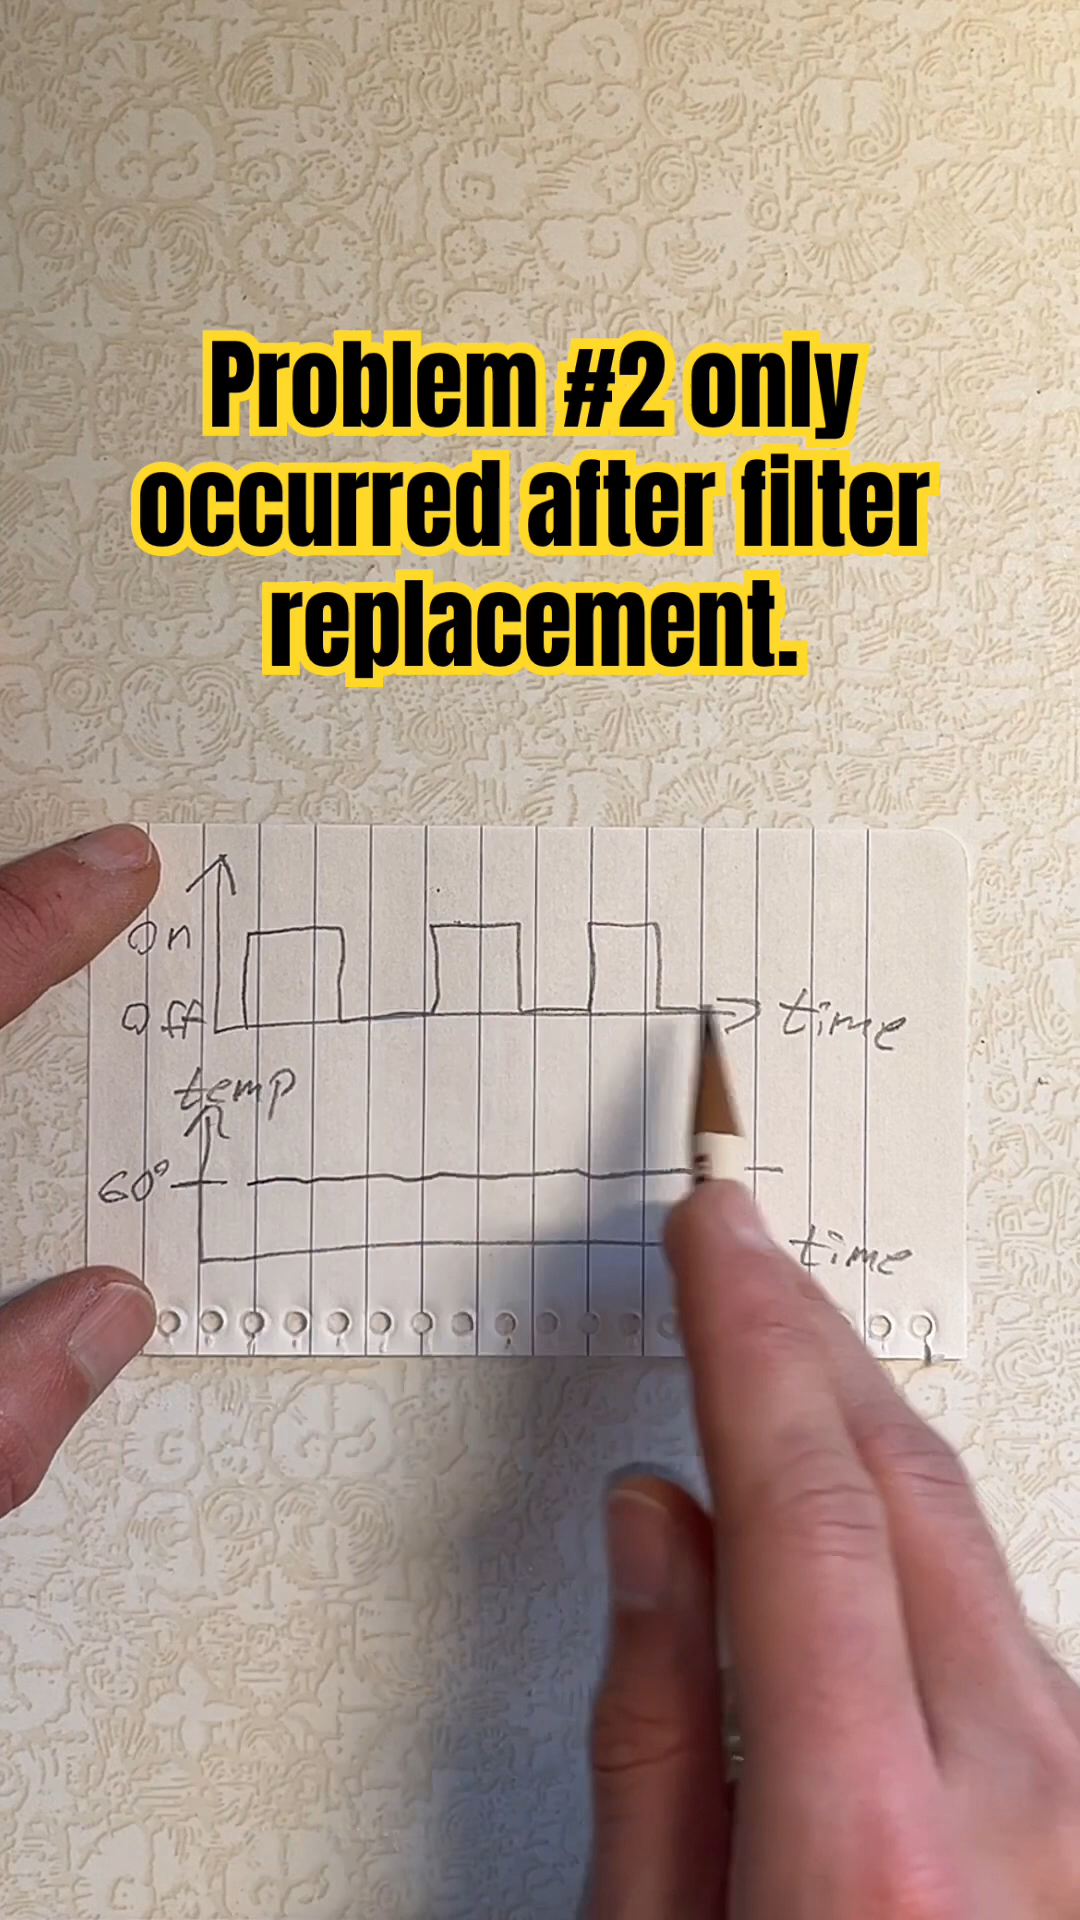 Problem #2 only
occurred after filter
replacement.
On
Off
time
temp
60°
time